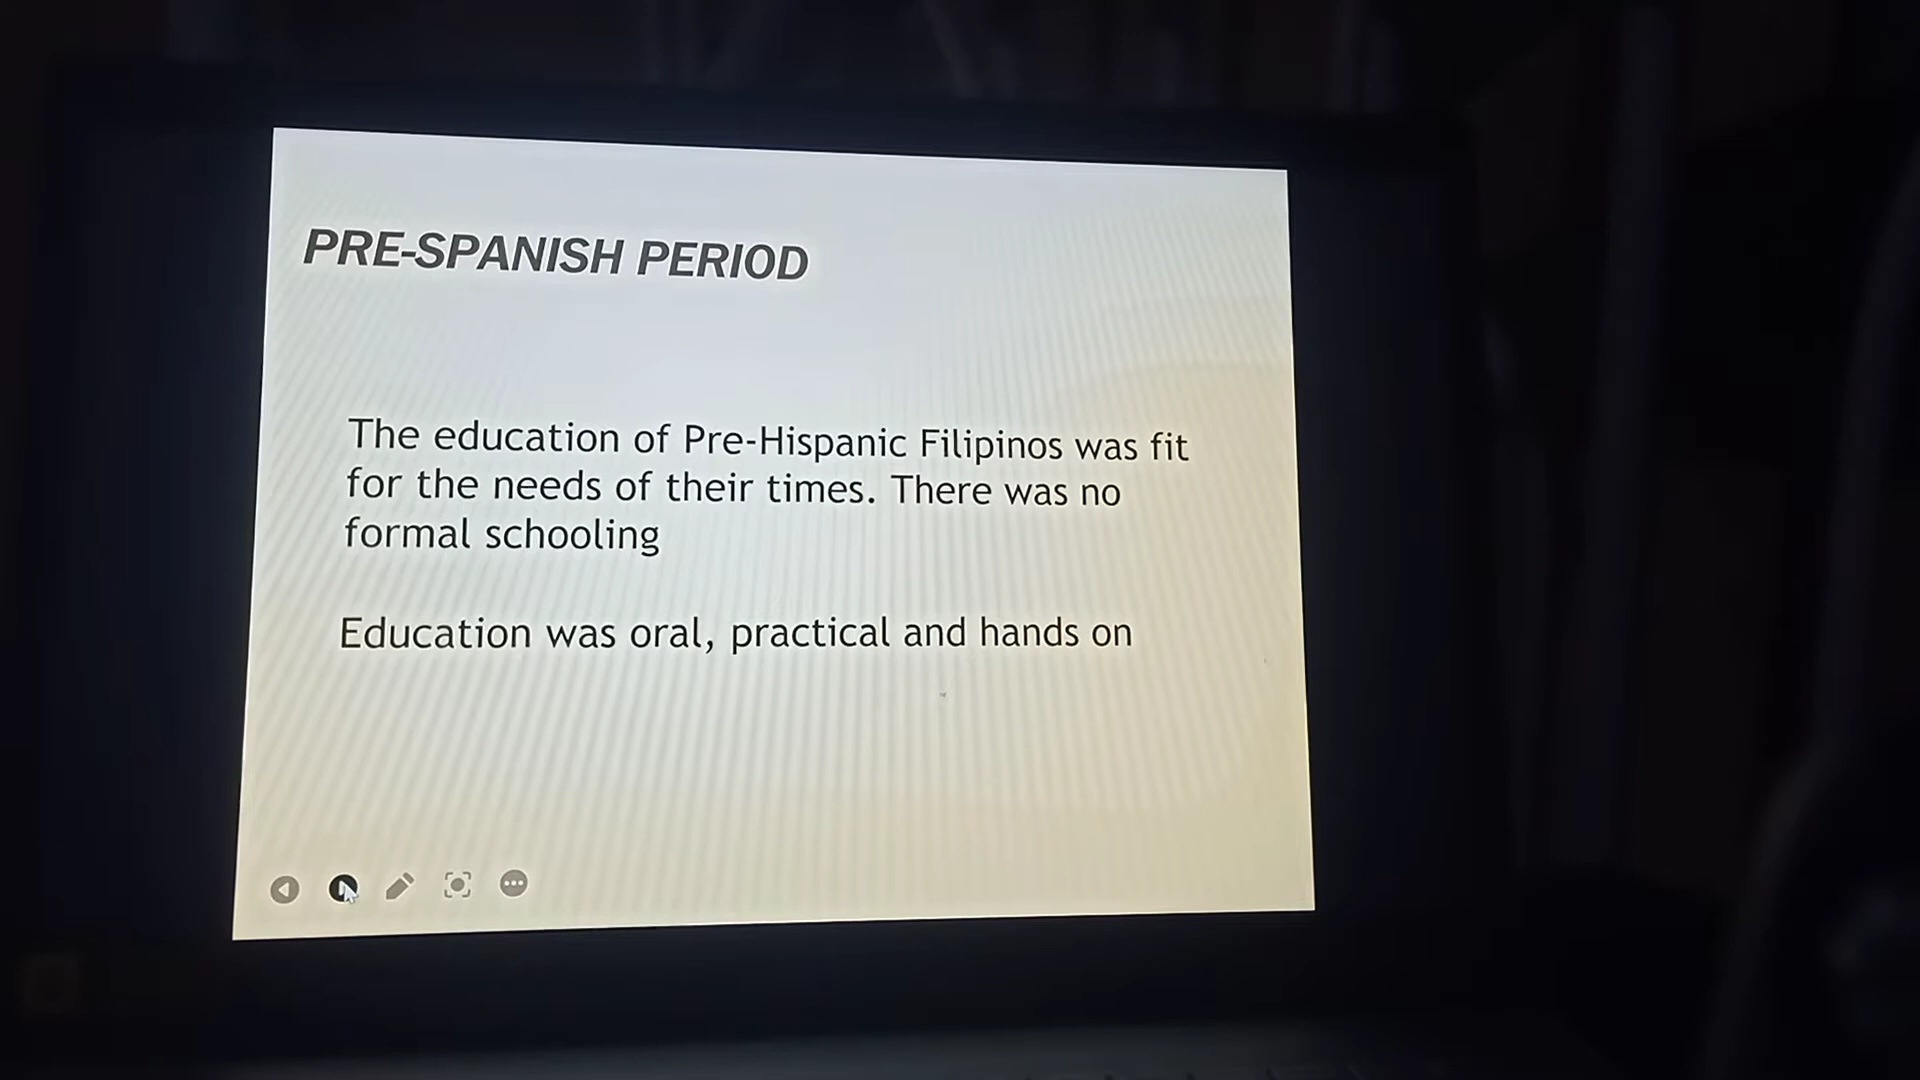 PRE-SPANISH PERIOD
The education of Pre-Hispanic Filipinos was fit
for the needs of their times. There was no
formal schooling
Education was oral, practical and hands on